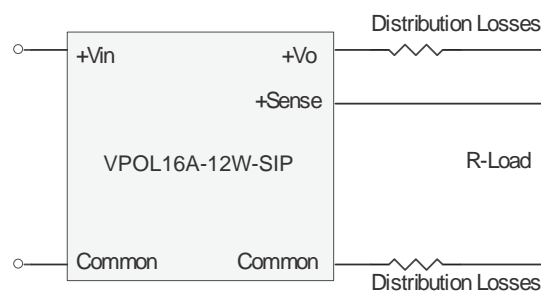 Distribution Losses
+Vin
+Vo
+Sense
VPOL16A-12W-SIP
R-Load
Common
Common
Distribution Losses